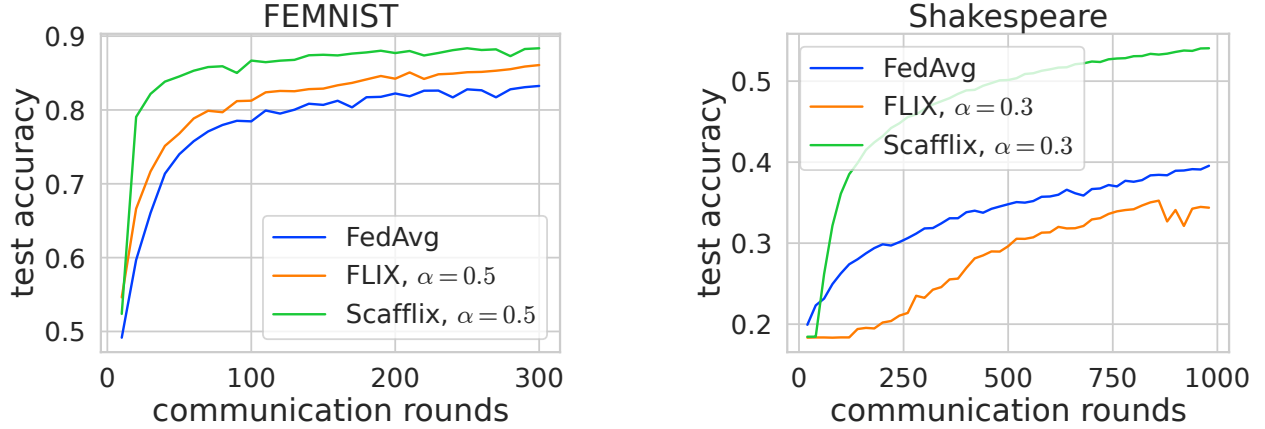 FEMNIST
0.9
0.8
0.7
0.6
0.5
test accuracy
FedAvg
FLIX, α = 0.5
Scafflix, α = 0.5
0 100 200 300
communication rounds
Shakespeare
0.5
0.4
0.3
0.2
test accuracy
FedAvg
FLIX, α = 0.3
Scafflix, α = 0.3
0 250 500 750 1000
communication rounds